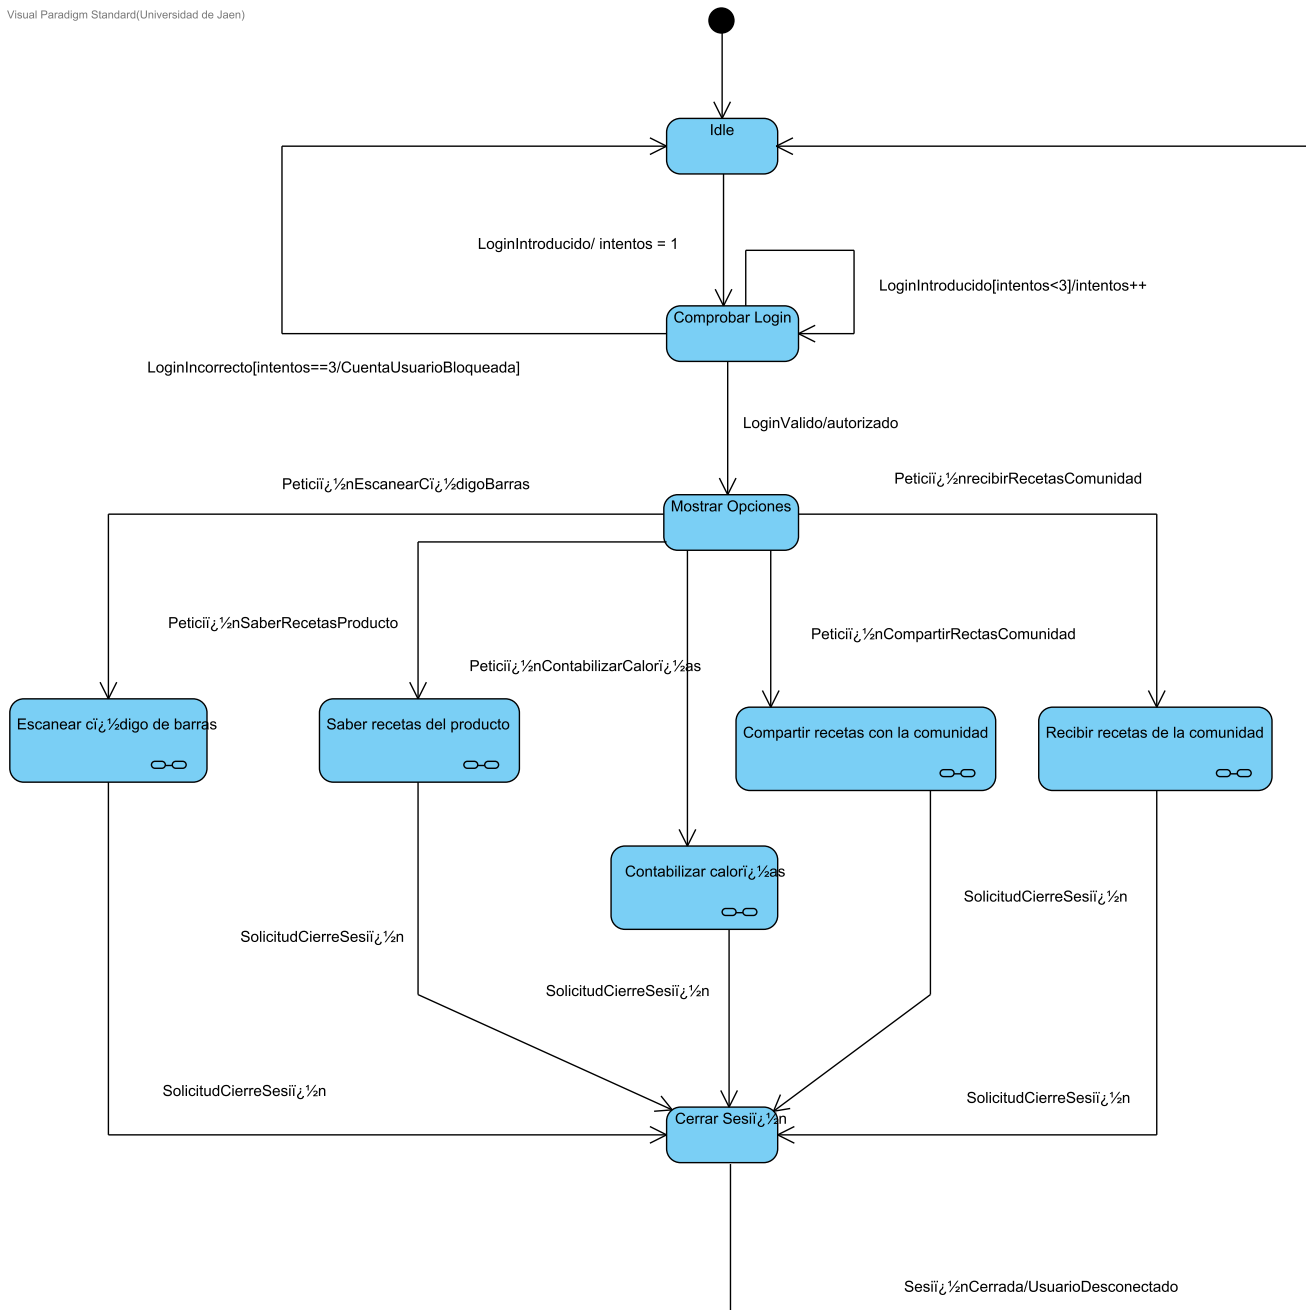 Visual Paradigm Standard(Universidad de Jaen)
Idle
LoginIntroducido/ intentos = 1
LoginIntroducido[intentos<3]/intentos++
Comprobar Login
LoginIncorrecto[intentos==3/CuentaUsuarioBloqueada]
LoginValido/autorizado
Peticiï¿½nEscanearCï¿½digoBarras
Peticiï¿½nrecibirRecetasComunidad
Mostrar Opciones
Peticiï¿½nSaberRecetasProducto
Peticiï¿½nCompartirRectasComunidad
Peticiï¿½nContabilizarCalorï¿½as
Escanear cï¿½digo de barras
Saber recetas del producto
Compartir recetas con la comunidad
Recibir recetas de la comunidad
Contabilizar calorï¿½as
SolicitudCierreSesiï¿½n
SolicitudCierreSesiï¿½n
SolicitudCierreSesiï¿½n
SolicitudCierreSesiï¿½n
SolicitudCierreSesiï¿½n
Cerrar Sesiï¿½n
Sesiï¿½nCerrada/UsuarioDesconectado